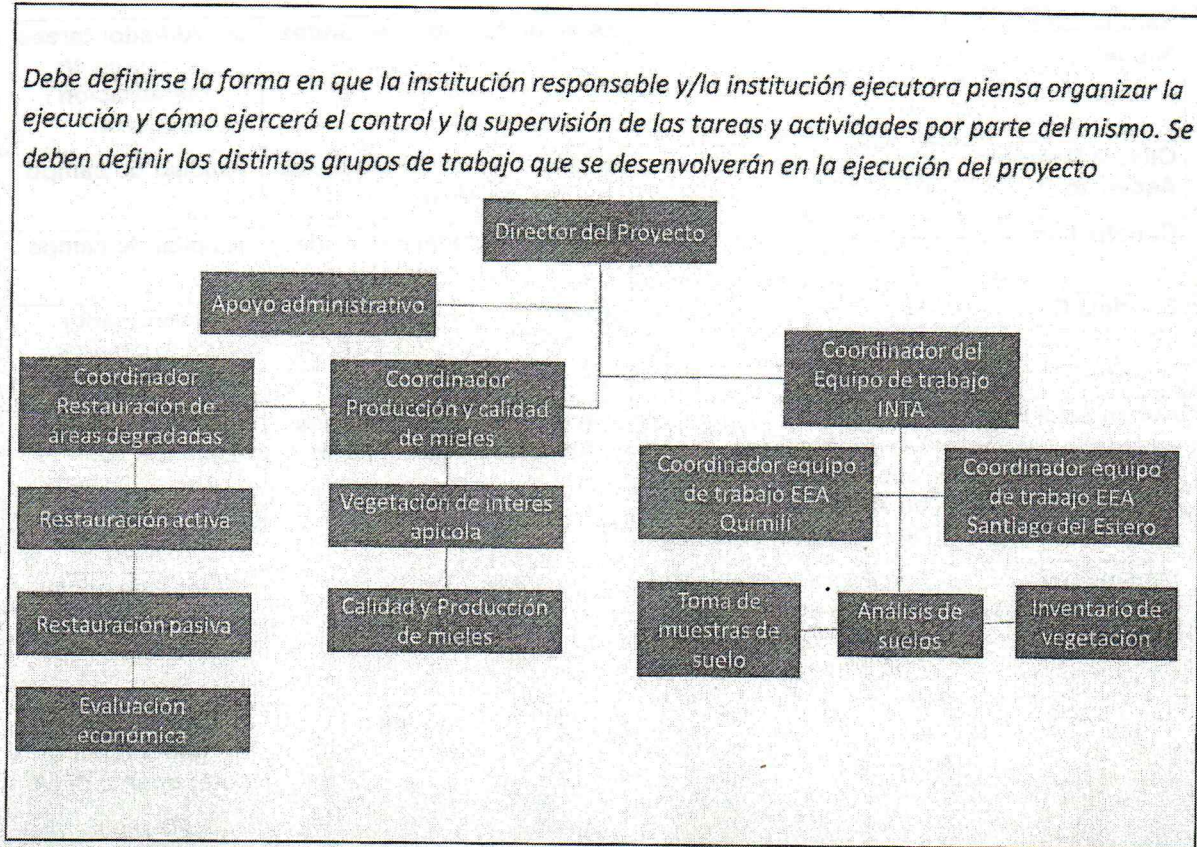 Debe definirse la forma en que la institución responsable y/la institución ejecutora piensa organizar la
ejecución y cómo ejercerá el control y la supervisión de las tareas y actividades por parte del mismo. Se
deben definir los distintos grupos de trabajo que se desenvolverán en la ejecución del proyecto
Director del Proyecto
Apoyo administrativo
Coordinador
Restauración de
áreas degradadas
Coordinador
Producción y calidad
de mieles
Coordinador del
Equipo de trabajo
INTA
Coordinador equipo
de trabajo EEA
Quimilí
Coordinador equipo
de trabajo EEA
Santiago del Estero
Restauración activa
Vegetación de interés
apícola
Restauración pasiva
Calidad y Producción
de mieles
Toma de
muestras de
suelo
Análisis de
suelos
Inventario de
vegetación
Evaluación
económica